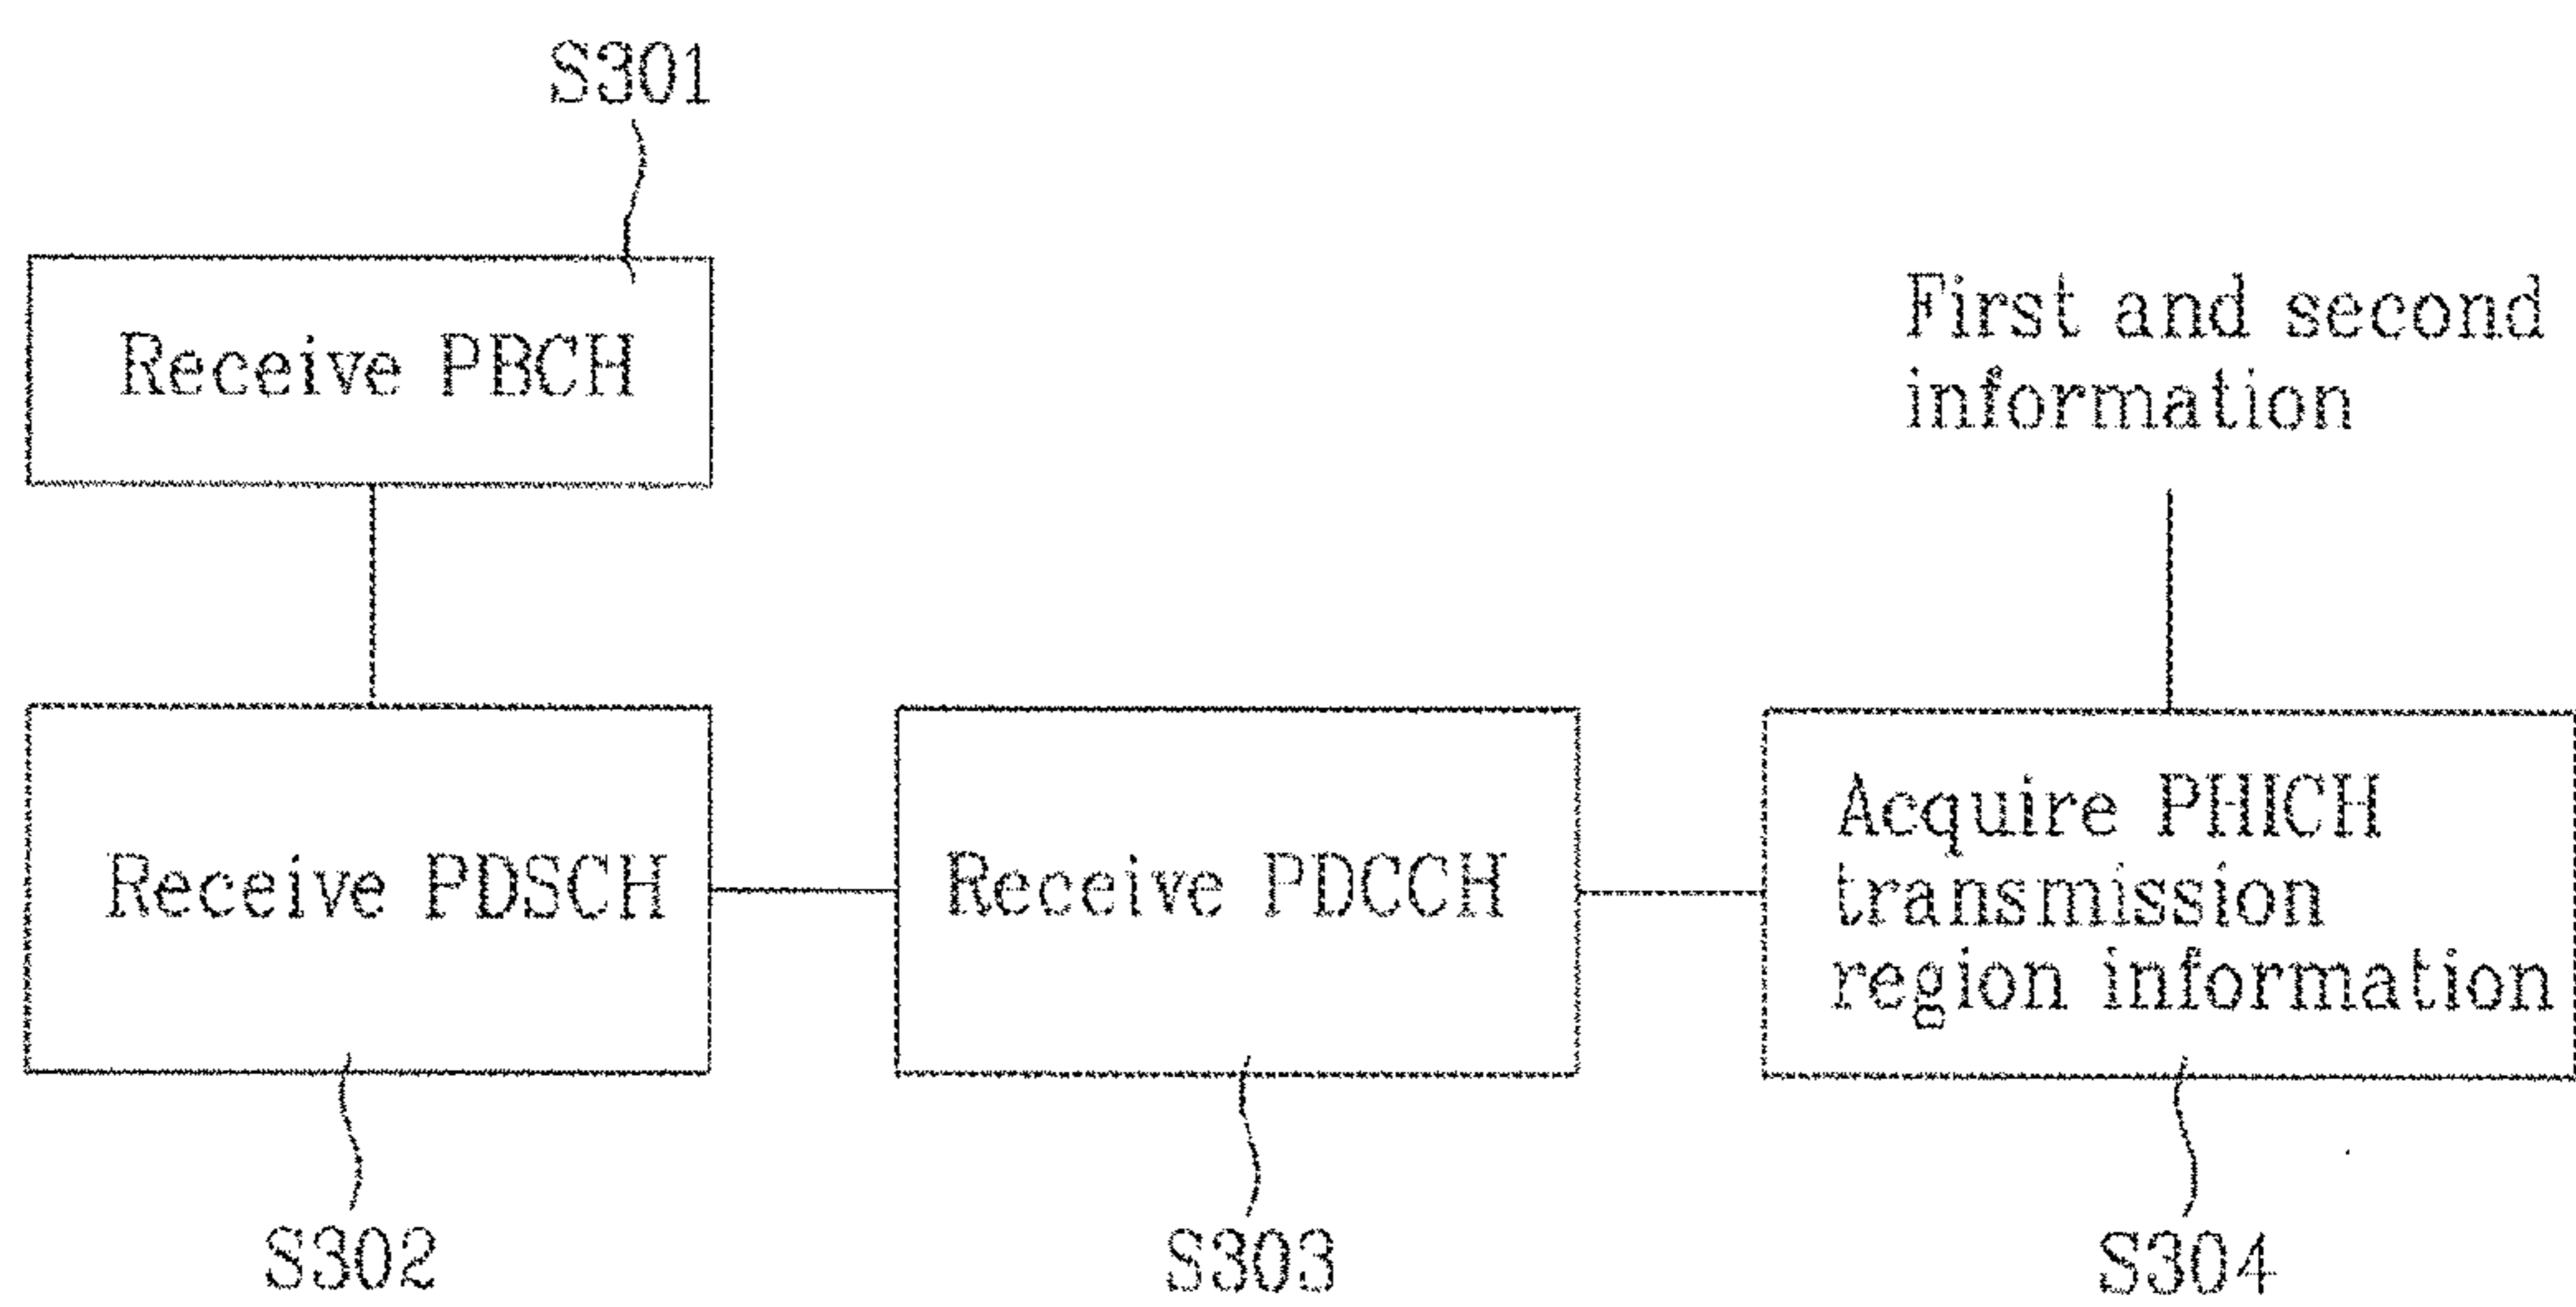 S301
Receive PBCH
First and second
information
Receive PDSCH
Receive PDCCH
Acquire PHICH
transmission
region information
S302
S303
S304